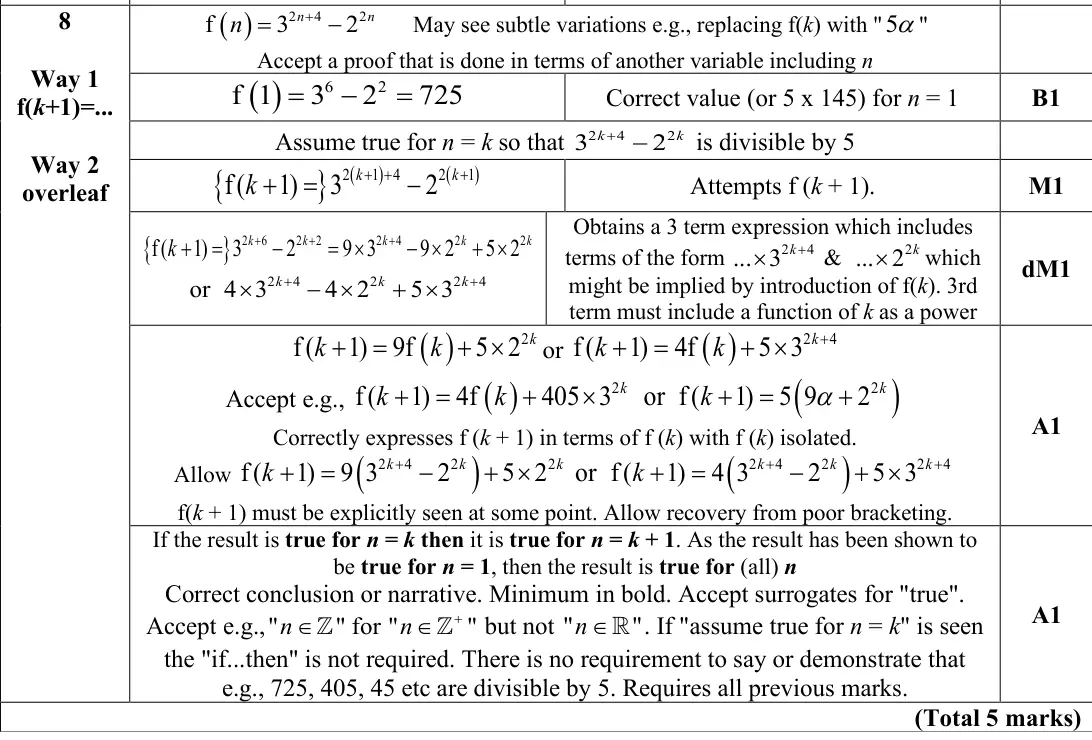 8
Way 1
f(k+1)=...
Way 2
overleaf
f(n) = 3^{2n+4} − 2^{2n} May see subtle variations e.g., replacing f(k) with "5α"
Accept a proof that is done in terms of another variable including n
f(1) = 3^6 − 2^2 = 725 Correct value (or 5 x 145) for n = 1 B1
Assume true for n = k so that 3^{2k+4} − 2^{2k} is divisible by 5
{f(k+1) =} 3^{2(k+1)+4} − 2^{2(k+1)} Attempts f (k + 1). M1
{f(k+1) =} 3^{2k+6} − 2^{2k+2} = 9×3^{2k+4} − 9×2^{2k} + 5×2^{2k}
or 4×3^{2k+4} − 4×2^{2k} + 5×3^{2k+4}
Obtains a 3 term expression which includes
terms of the form ...×3^{2k+4} & ...×2^{2k} which
might be implied by introduction of f(k). 3rd
term must include a function of k as a power
dM1
f(k+1) = 9f(k) + 5×2^{2k} or f(k+1) = 4f(k) + 5×3^{2k+4}
Accept e.g., f(k+1) = 4f(k) + 405×3^{2k} or f(k+1) = 5(9α + 2^{2k})
Correctly expresses f (k + 1) in terms of f (k) with f (k) isolated.
Allow f(k+1) = 9(3^{2k+4} − 2^{2k}) + 5×2^{2k} or f(k+1) = 4(3^{2k+4} − 2^{2k}) + 5×3^{2k+4}
f(k + 1) must be explicitly seen at some point. Allow recovery from poor bracketing.
A1
If the result is true for n = k then it is true for n = k + 1. As the result has been shown to
be true for n = 1, then the result is true for (all) n
Correct conclusion or narrative. Minimum in bold. Accept surrogates for "true".
Accept e.g., "n ∈ ℤ" for "n ∈ ℤ⁺" but not "n ∈ ℝ". If "assume true for n = k" is seen
the "if...then" is not required. There is no requirement to say or demonstrate that
e.g., 725, 405, 45 etc are divisible by 5. Requires all previous marks.
A1
(Total 5 marks)